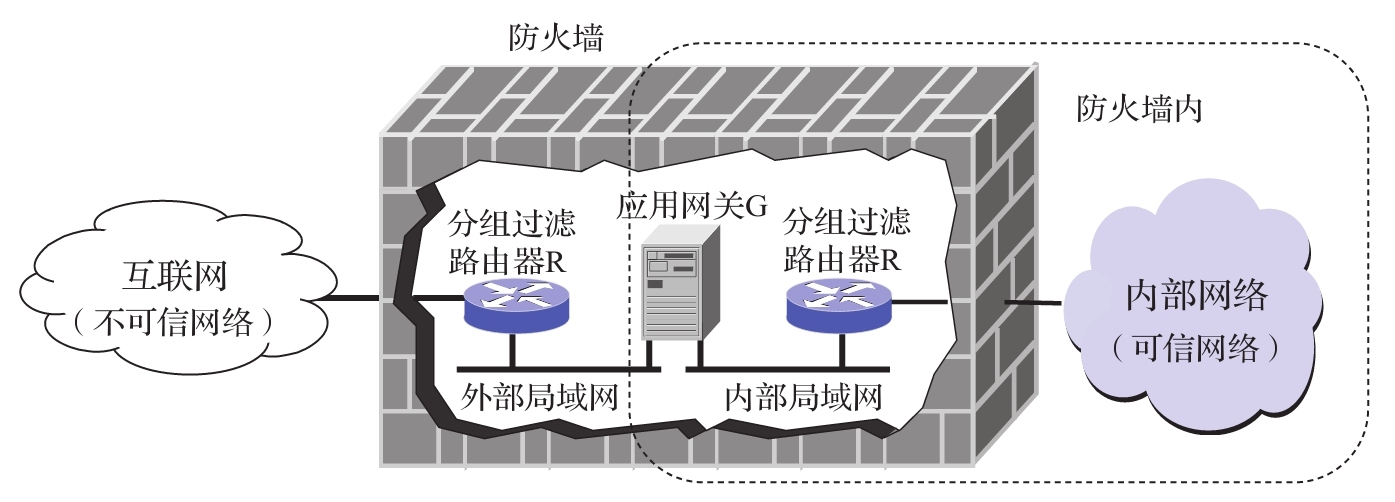 防火墙
防火墙内
应用网关G
分组过滤
路由器R
分组过滤
路由器R
互联网
（不可信网络）
内部网络
（可信网络）
外部局域网
内部局域网